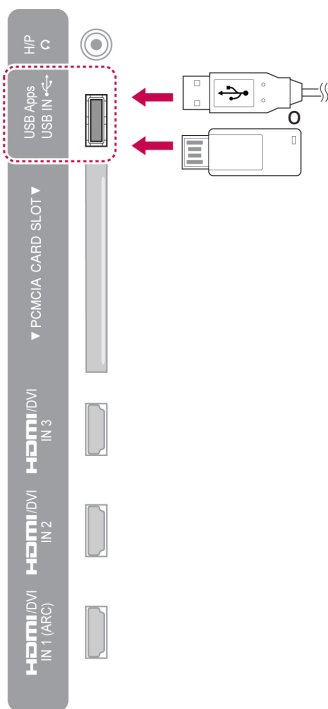 H/P
USB Apps
USB IN
o
▼ PCMCIA CARD SLOT ▼
HDMI/DVI
IN 3
HDMI/DVI
IN 2
HDMI/DVI
IN 1 (ARC)